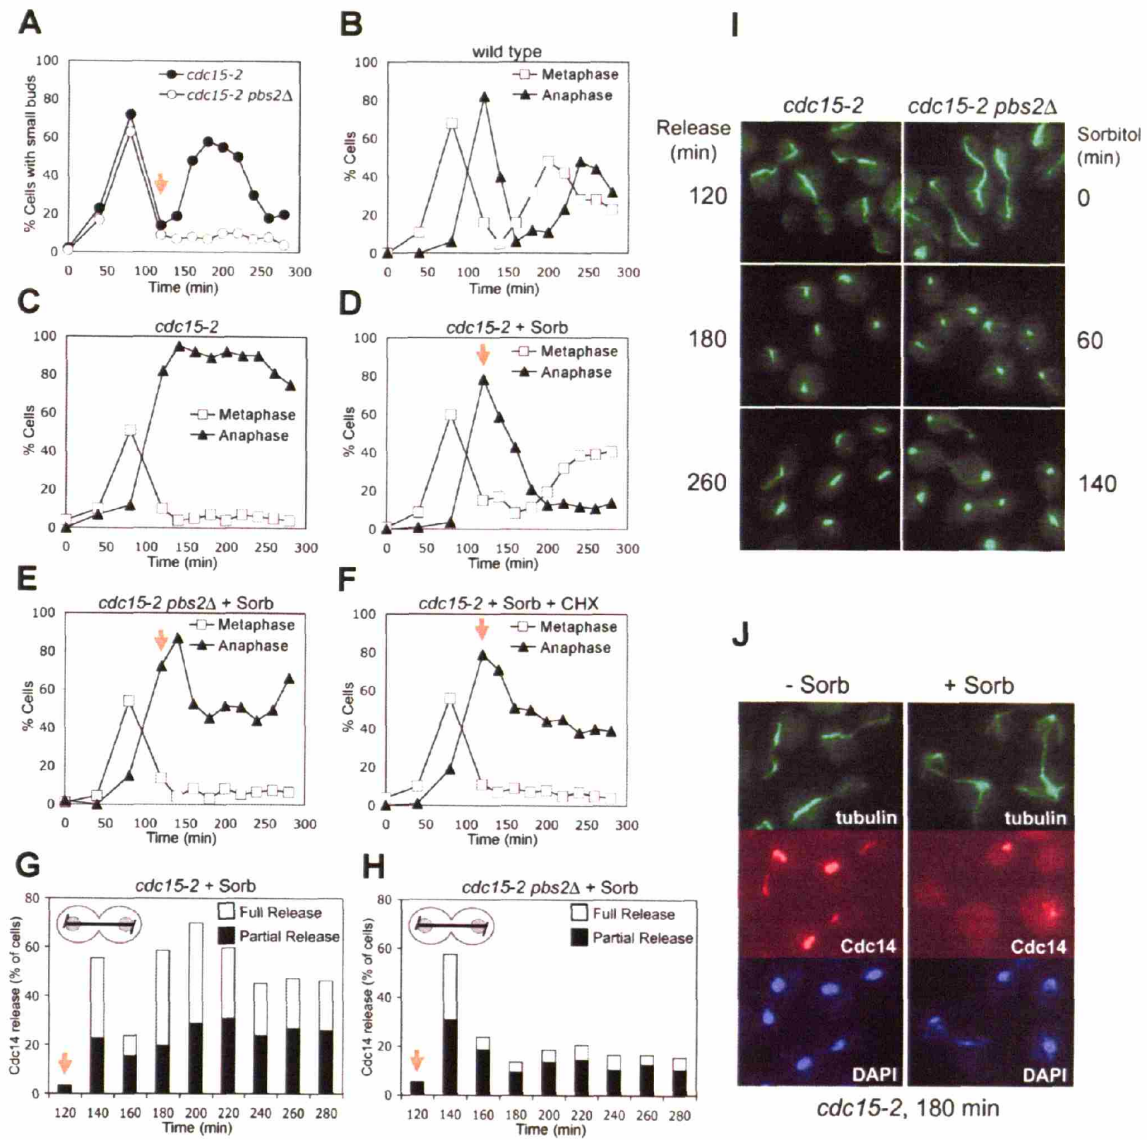 A
% Cells with small buds
100
80
60
40
20
0
cdc15-2
cdc15-2 pbs2Δ
0 50 100 150 200 250 300
Time (min)
B
wild type
% Cells
100
80
60
40
20
0
Metaphase
Anaphase
0 50 100 150 200 250 300
Time (min)
C
cdc15-2
% Cells
100
80
60
40
20
0
Metaphase
Anaphase
0 50 100 150 200 250 300
Time (min)
D
cdc15-2 + Sorb
% Cells
100
80
60
40
20
0
Metaphase
Anaphase
0 50 100 150 200 250 300
Time (min)
E
cdc15-2 pbs2Δ + Sorb
% Cells
100
80
60
40
20
0
Metaphase
Anaphase
0 50 100 150 200 250 300
Time (min)
F
cdc15-2 + Sorb + CHX
% Cells
100
80
60
40
20
0
Metaphase
Anaphase
0 50 100 150 200 250 300
Time (min)
G
cdc15-2 + Sorb
Cdc14 release (% of cells)
80
60
40
20
0
Full Release
Partial Release
120 140 160 180 200 220 240 260 280
Time (min)
H
cdc15-2 pbs2Δ + Sorb
Cdc14 release (% of cells)
80
60
40
20
0
Full Release
Partial Release
120 140 160 180 200 220 240 260 280
Time (min)
I
cdc15-2 cdc15-2 pbs2Δ
Release
(min)
Sorbitol
(min)
120 0
180 60
260 140
J
- Sorb + Sorb
tubulin tubulin
Cdc14 Cdc14
DAPI DAPI
cdc15-2, 180 min